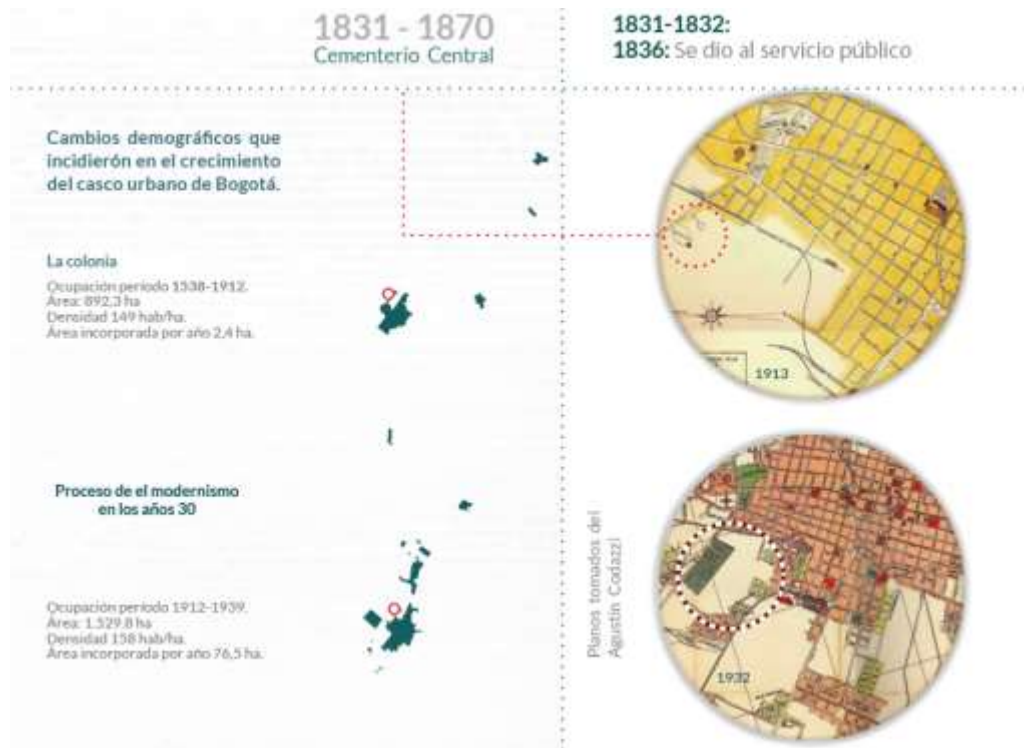 1831 - 1870
Cementerio Central
1831-1832:
1836: Se dio al servicio público
Cambios demográficos que
incidierón en el crecimiento
del casco urbano de Bogotá.
La colonia
Ocupación período 1538-1912.
Área: 892,3 ha
Densidad 149 hab/ha.
Área incorporada por año 2,4 ha.
1913
Proceso de el modernismo
en los años 30
Ocupación período 1912-1939.
Área: 1.529.8 ha
Densidad 158 hab/ha.
Área incorporada por año 76,5 ha.
Planos tomados del
Agustín Codazzi
1932